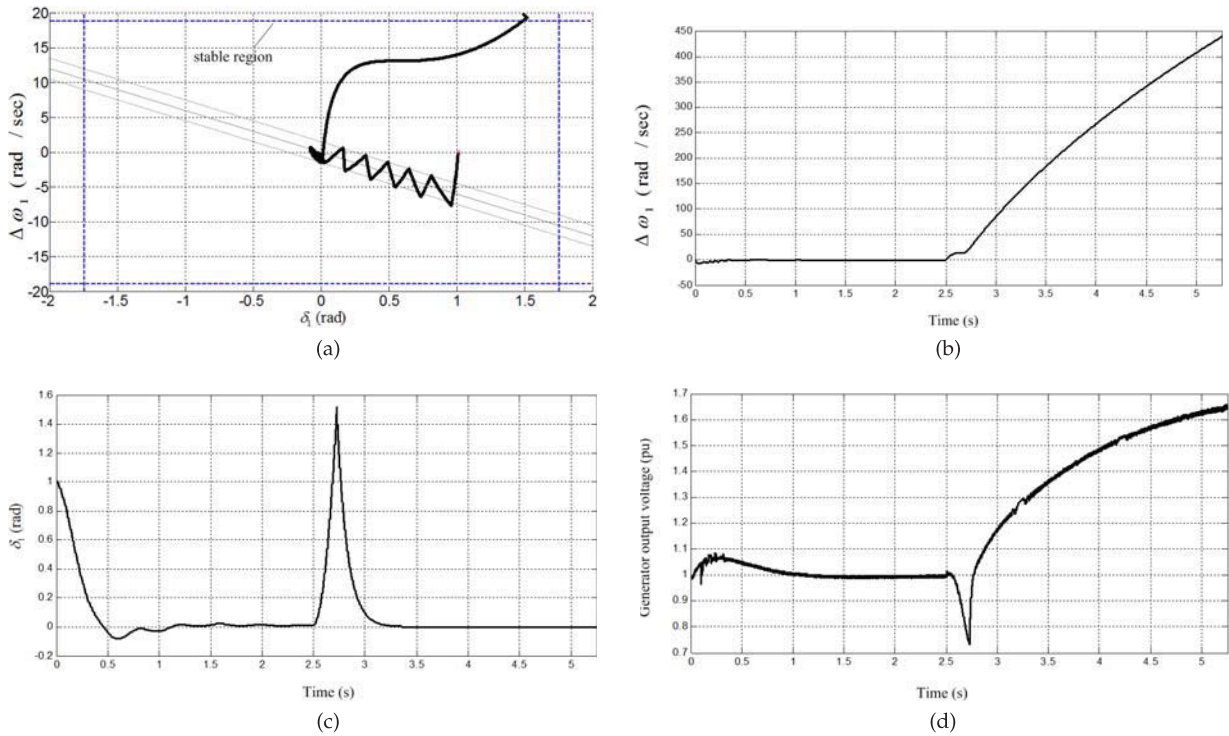 20
15
10
5
0
-5
-10
-15
-20
Δ ω₁ ( rad / sec)
stable region
-2 -1.5 -1 -0.5 0 0.5 1 1.5 2
δ₁ (rad)
(a)
450
400
350
300
250
200
150
100
50
0
-50
Δ ω₁ ( rad / sec)
0 0.5 1 1.5 2 2.5 3 3.5 4 4.5 5
Time (s)
(b)
1.6
1.4
1.2
1
0.8
0.6
0.4
0.2
0
-0.2
δ₁ (rad)
0 0.5 1 1.5 2 2.5 3 3.5 4 4.5 5
Time (s)
(c)
1.7
1.6
1.5
1.4
1.3
1.2
1.1
1
0.9
0.8
0.7
Generator output voltage (pu)
0 0.5 1 1.5 2 2.5 3 3.5 4 4.5 5
Time (s)
(d)